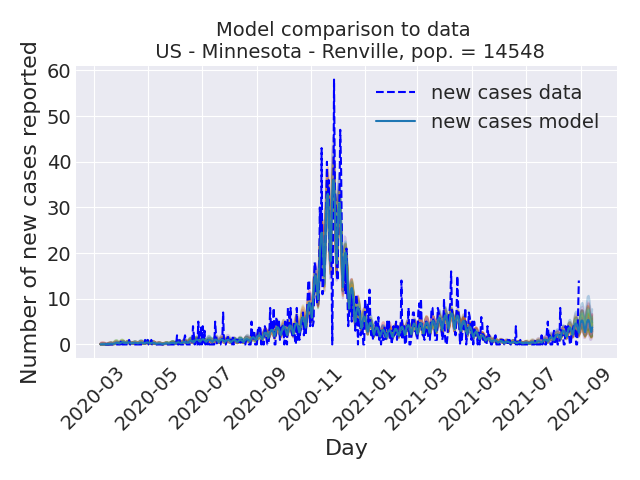 Model comparison to data
US - Minnesota - Renville, pop. = 14548
Number of new cases reported
60
50
40
30
20
10
0
new cases data
new cases model
2020-03
2020-05
2020-07
2020-09
2020-11
2021-01
2021-03
2021-05
2021-07
2021-09
Day